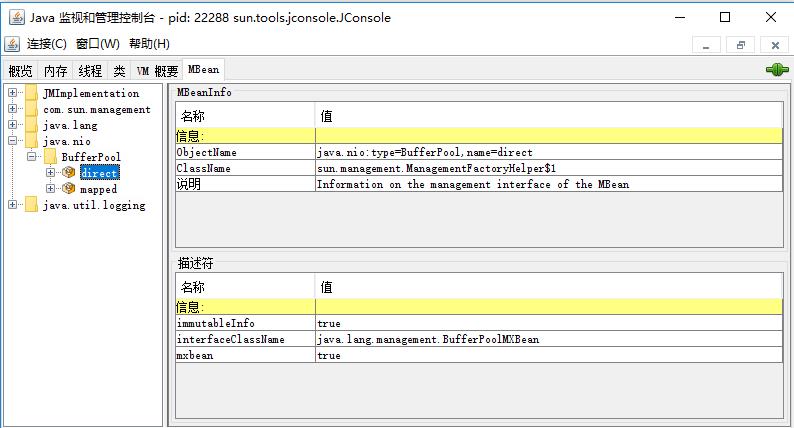 Java 监视和管理控制台 - pid: 22288 sun.tools.jconsole.JConsole
连接(C) 窗口(W) 帮助(H)
概览 内存 线程 类 VM 概要 MBean
JMImplementation
com.sun.management
java.lang
java.nio
BufferPool
direct
mapped
java.util.logging
MBeanInfo
名称 值
信息:
ObjectName java.nio:type=BufferPool,name=direct
ClassName sun.management.ManagementFactoryHelper$1
说明 Information on the management interface of the MBean
描述符
名称 值
信息:
immutableInfo true
interfaceClassName java.lang.management.BufferPoolMXBean
mxbean true